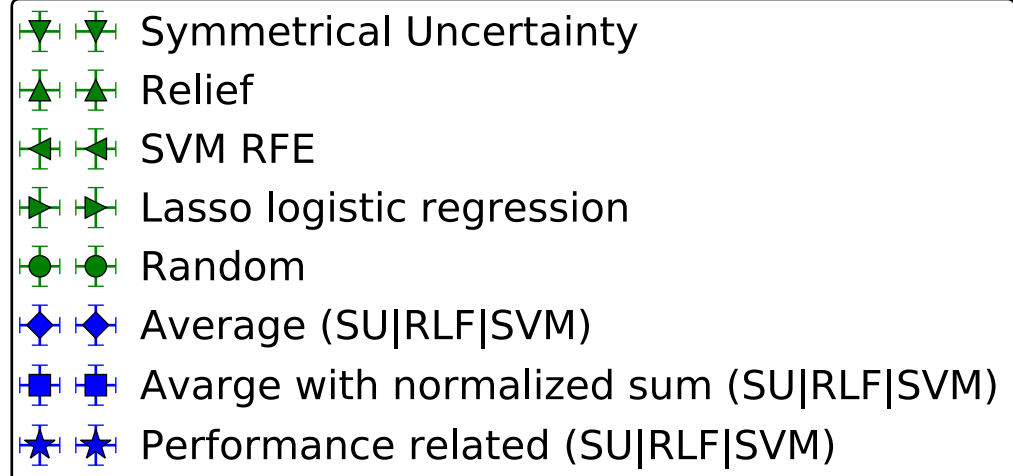 Symmetrical Uncertainty
Relief
SVM RFE
Lasso logistic regression
Random
Average (SU|RLF|SVM)
Avarge with normalized sum (SU|RLF|SVM)
Performance related (SU|RLF|SVM)